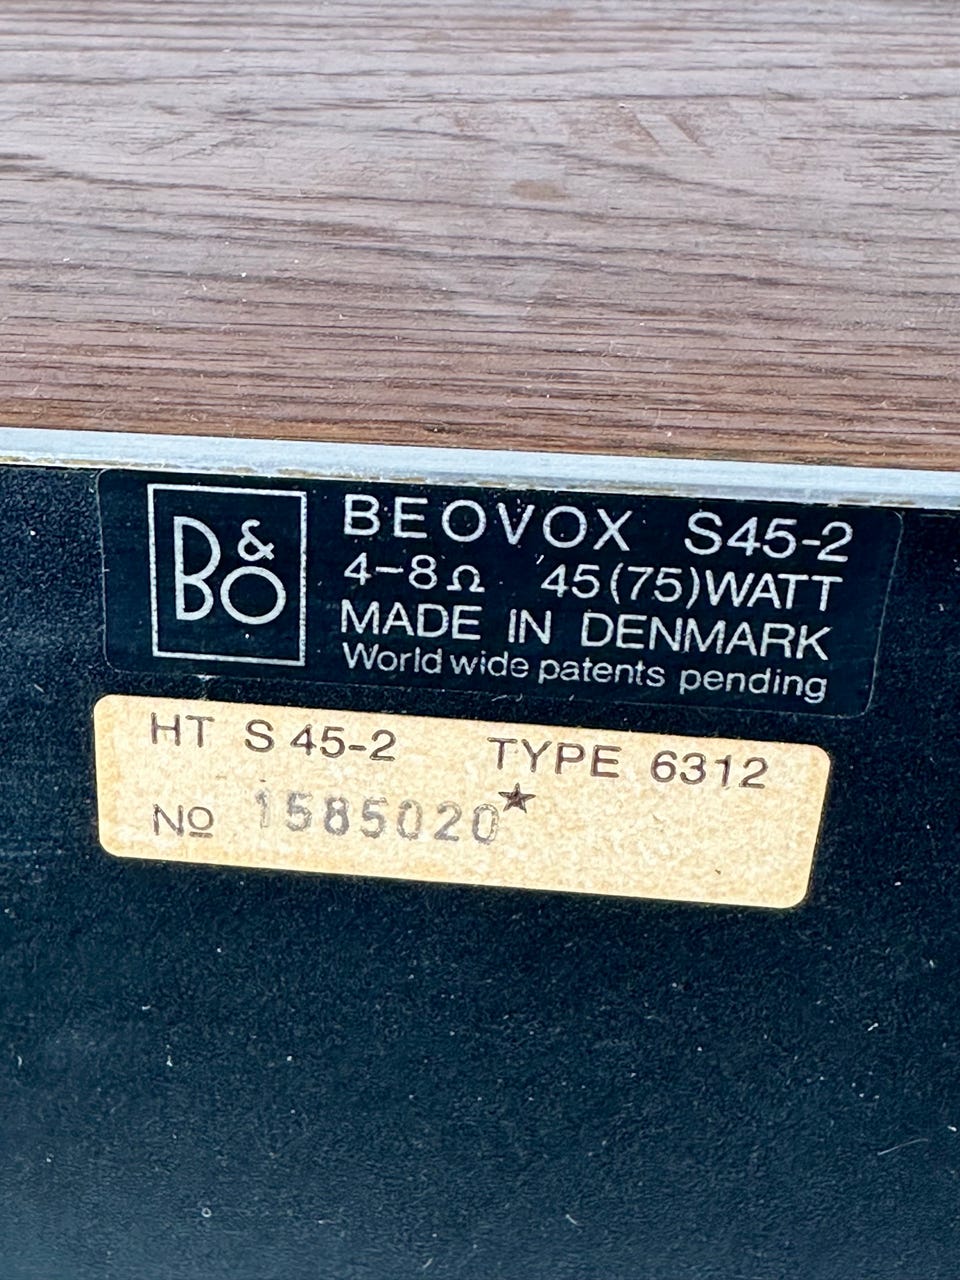 B&O
BEOVOX S45-2
4-8Ω 45(75)WATT
MADE IN DENMARK
World wide patents pending
HT S 45-2 TYPE 6312
No 1585020★